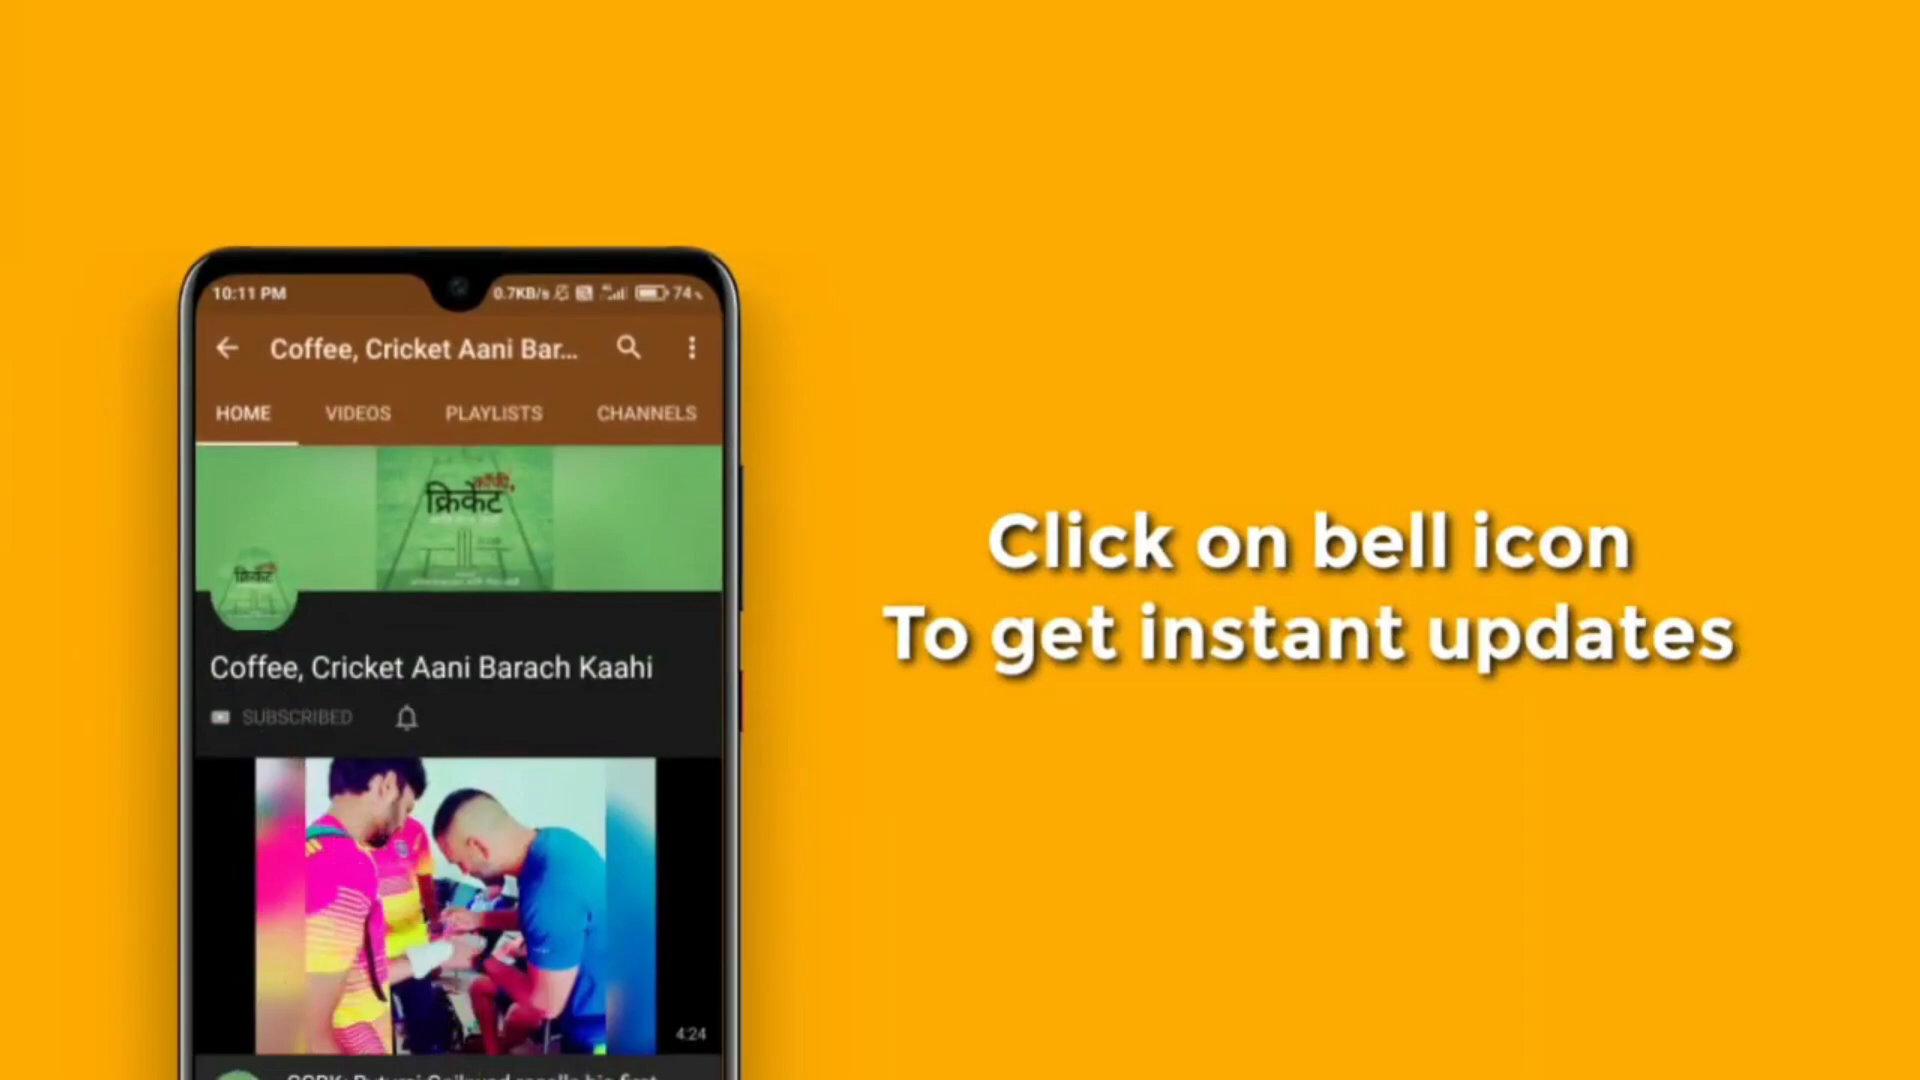 10:11 PM 0.7KB/s 74
Coffee, Cricket Aani Bar...
HOME VIDEOS PLAYLISTS CHANNELS
कॉफी,
क्रिकेट
क्रिकेट
Coffee, Cricket Aani Barach Kaahi
SUBSCRIBED
Click on bell icon
To get instant updates
4:24